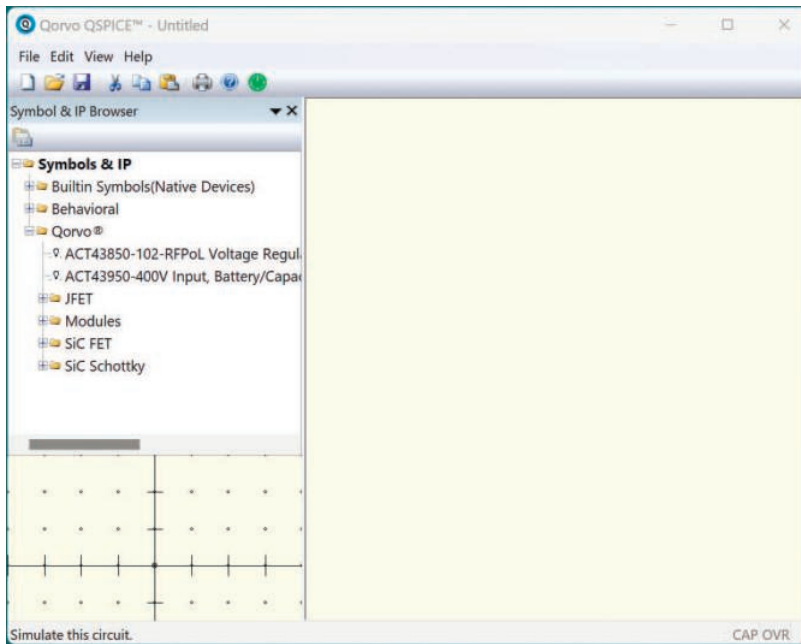 Qorvo QSPICE™ - Untitled
File Edit View Help
Symbol & IP Browser
Symbols & IP
Builtin Symbols(Native Devices)
Behavioral
Qorvo®
ACT43850-102-RFPoL Voltage Regul
ACT43950-400V Input, Battery/Capa
JFET
Modules
SiC FET
SiC Schottky
Simulate this circuit.
CAP OVR